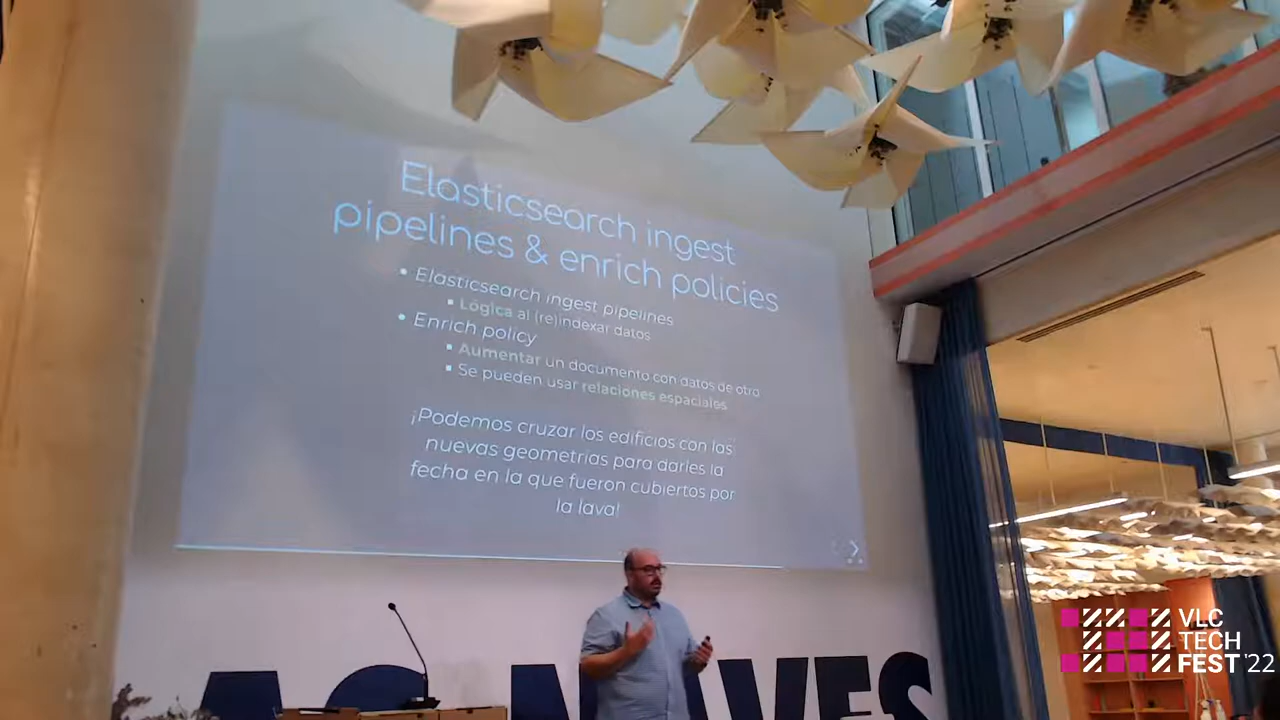 Elasticsearch ingest
pipelines & enrich policies
• Elasticsearch ingest pipelines
▪ Lógica al (re)indexar datos
• Enrich policy
▪ Aumentar un documento con datos de otro
▪ Se pueden usar relaciones espaciales
¡Podemos cruzar los edificios con las
nuevas geometrías para darles la
fecha en la que fueron cubiertos por
la lava!
NAVES
VLC
TECH
FEST'22